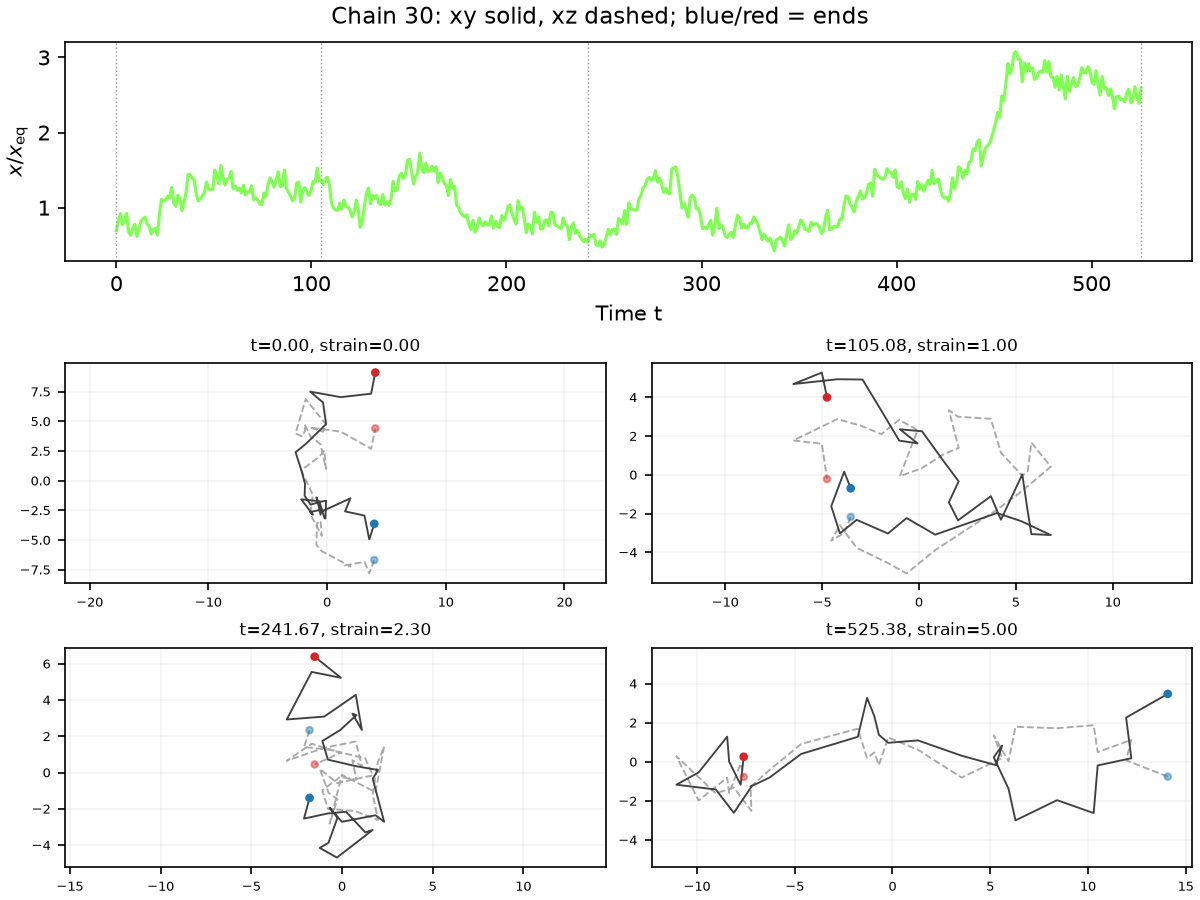 Chain 30: xy solid, xz dashed; blue/red = ends
3
2
1
x/x_eq
0 100 200 300 400 500
Time t
t=0.00, strain=0.00
7.5
5.0
2.5
0.0
−2.5
−5.0
−7.5
−20 −10 0 10 20
t=105.08, strain=1.00
4
2
0
−2
−4
−10 −5 0 5 10
t=241.67, strain=2.30
6
4
2
0
−2
−4
−15 −10 −5 0 5 10
t=525.38, strain=5.00
4
2
0
−2
−4
−10 −5 0 5 10 15